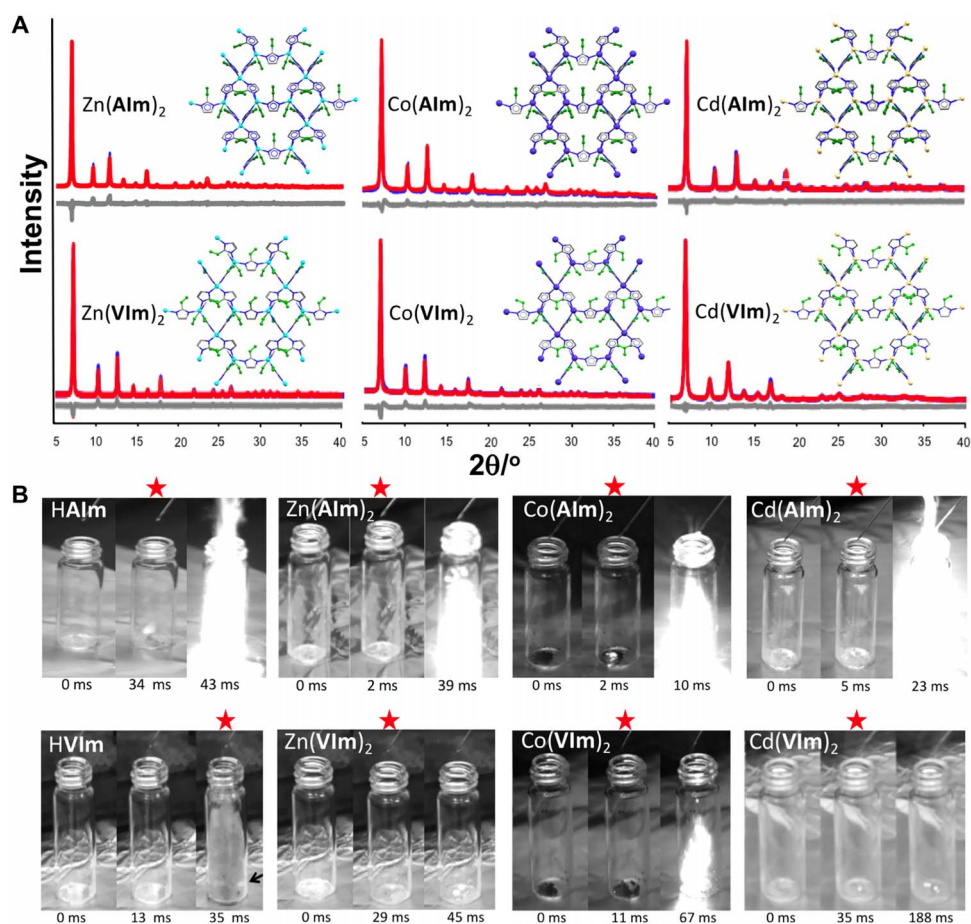 A
Intensity
Zn(AIm)2
Co(AIm)2
Cd(AIm)2
Zn(VIm)2
Co(VIm)2
Cd(VIm)2
5 10 15 20 25 30 35 40
5 10 15 20 25 30 35 40
5 10 15 20 25 30 35 40
2θ/º
B
HAIm
Zn(AIm)2
Co(AIm)2
Cd(AIm)2
0 ms 34 ms 43 ms
0 ms 2 ms 39 ms
0 ms 2 ms 10 ms
0 ms 5 ms 23 ms
HVIm
Zn(VIm)2
Co(VIm)2
Cd(VIm)2
0 ms 13 ms 35 ms
0 ms 29 ms 45 ms
0 ms 11 ms 67 ms
0 ms 35 ms 188 ms